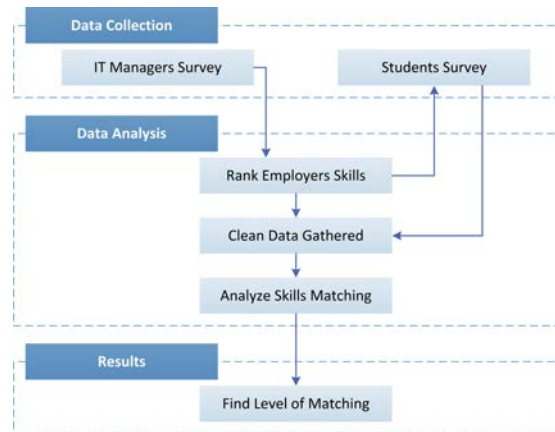 Data Collection
IT Managers Survey
Students Survey
Data Analysis
Rank Employers Skills
Clean Data Gathered
Analyze Skills Matching
Results
Find Level of Matching